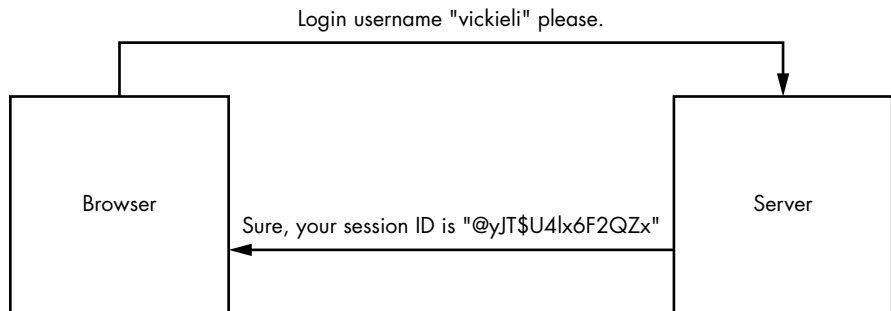 Login username "vickieli" please.
Browser
Server
Sure, your session ID is "@yJT$U4lx6F2QZx"